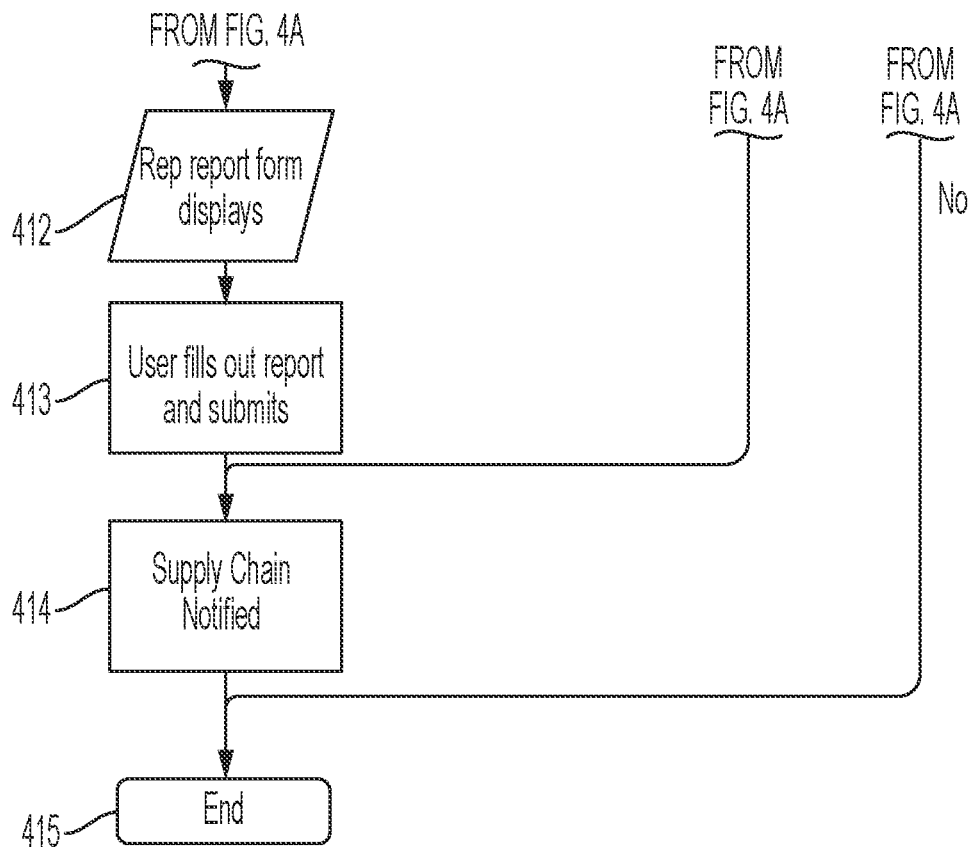 FROM FIG. 4A
FROM
FIG. 4A
FROM
FIG. 4A
No
Rep report form
displays
412
User fills out report
and submits
413
Supply Chain
Notified
414
End
415